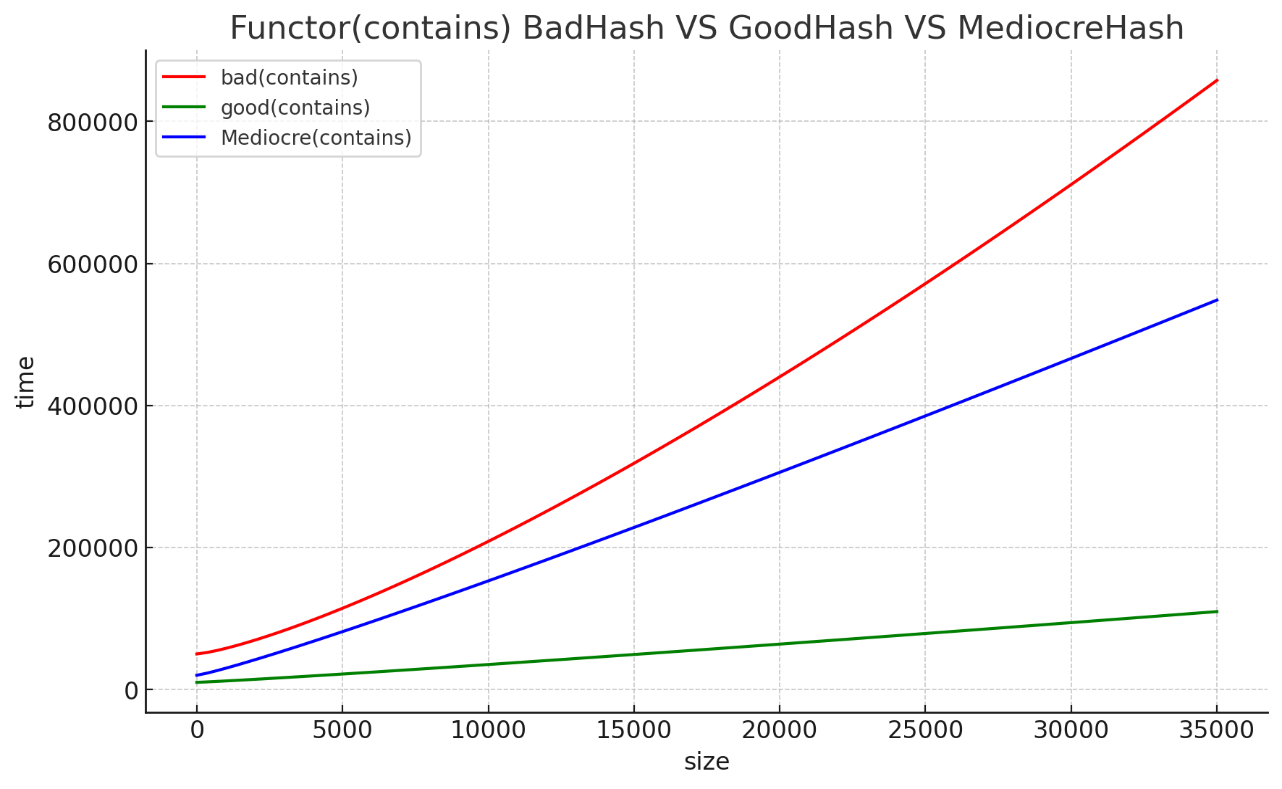 Functor(contains) BadHash VS GoodHash VS MediocreHash
bad(contains)
good(contains)
Mediocre(contains)
800000
600000
400000
200000
0
time
0 5000 10000 15000 20000 25000 30000 35000
size